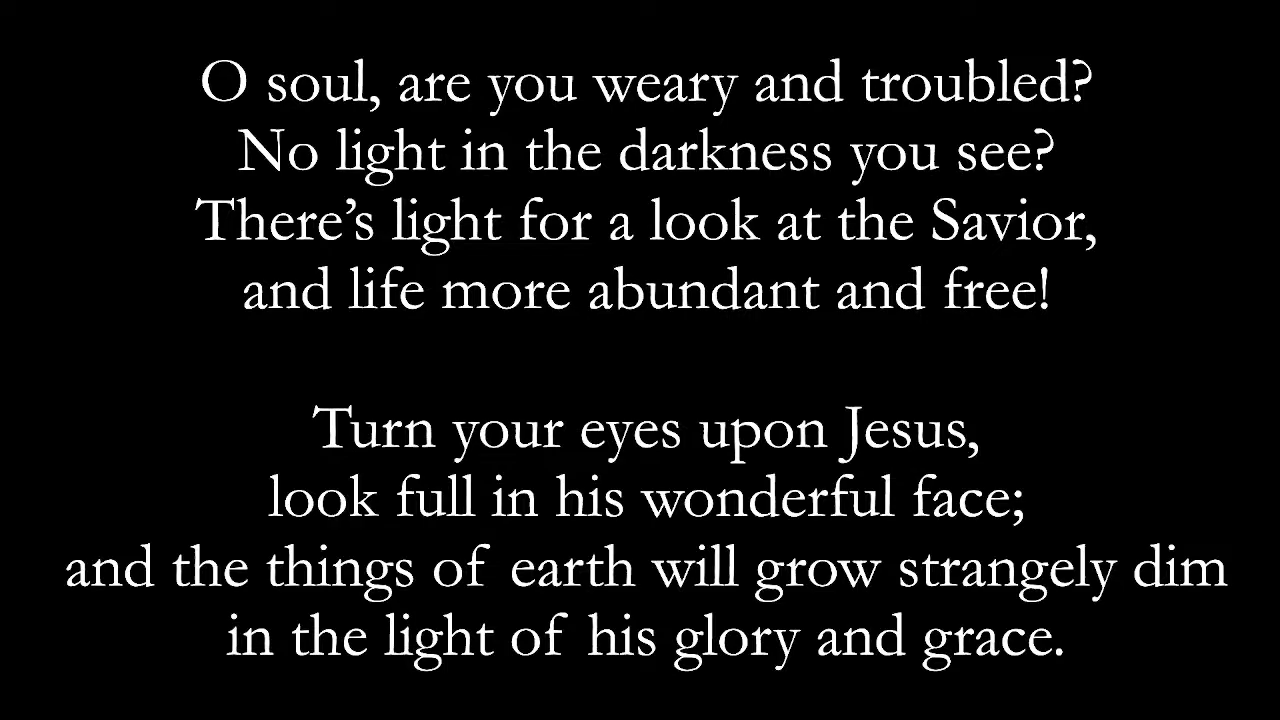 O soul, are you weary and troubled?
No light in the darkness you see?
There’s light for a look at the Savior,
and life more abundant and free!
Turn your eyes upon Jesus,
look full in his wonderful face;
and the things of earth will grow strangely dim
in the light of his glory and grace.